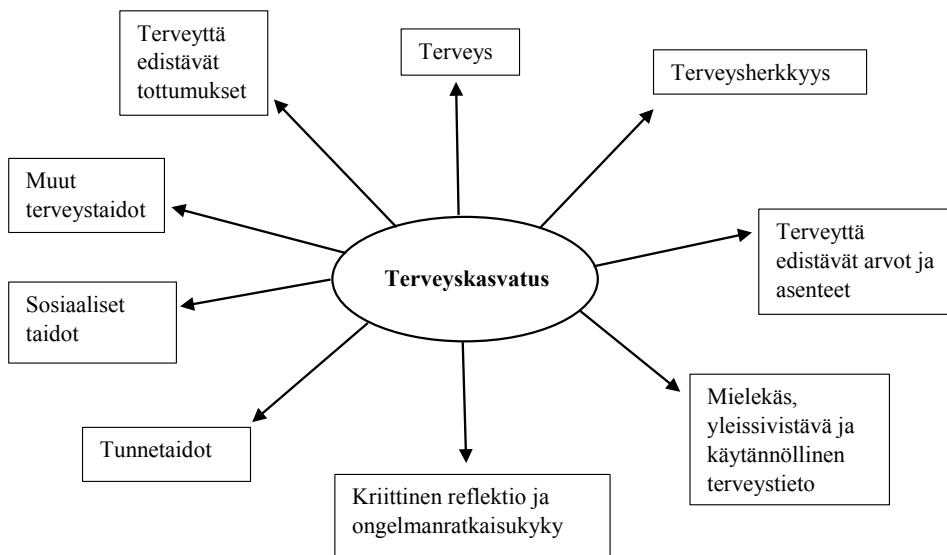 Terveyttä
edistävät
tottumukset
Terveys
Terveysherkkyys
Muut
terveystaidot
Terveyttä
edistävät arvot ja
asenteet
Terveyskasvatus
Sosiaaliset
taidot
Mielekäs,
yleissivistävä ja
käytännöllinen
terveystieto
Tunnetaidot
Kriittinen reflektio ja
ongelmanratkaisukyky